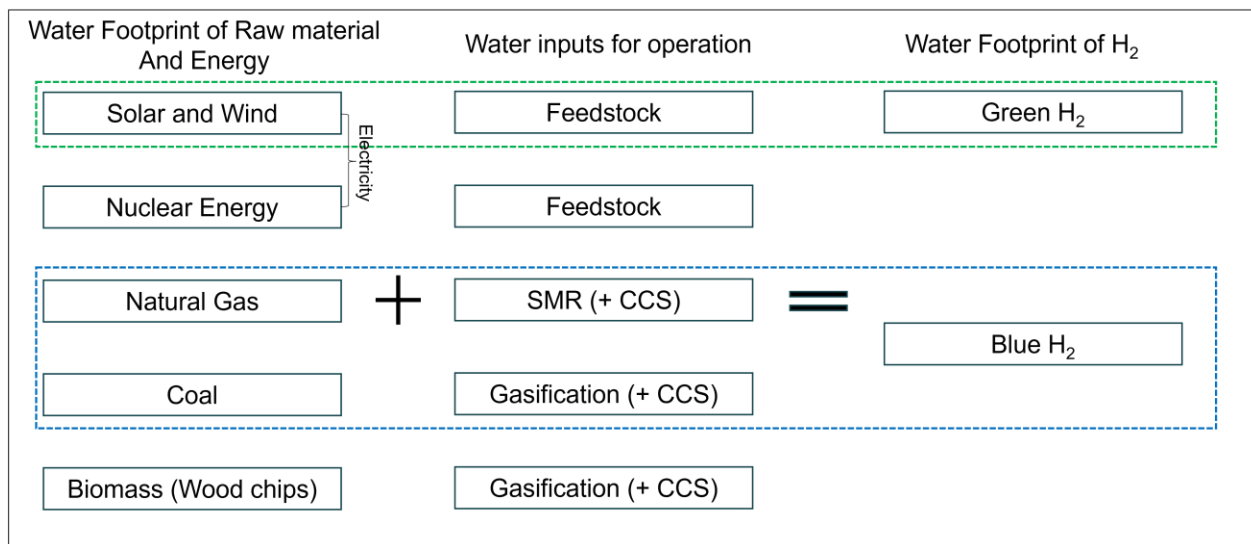 Water Footprint of Raw material
And Energy
Water inputs for operation
Water Footprint of H₂
Solar and Wind
Feedstock
Green H₂
Electricity
Nuclear Energy
Feedstock
Natural Gas
+
SMR (+ CCS)
=
Blue H₂
Coal
Gasification (+ CCS)
Biomass (Wood chips)
Gasification (+ CCS)